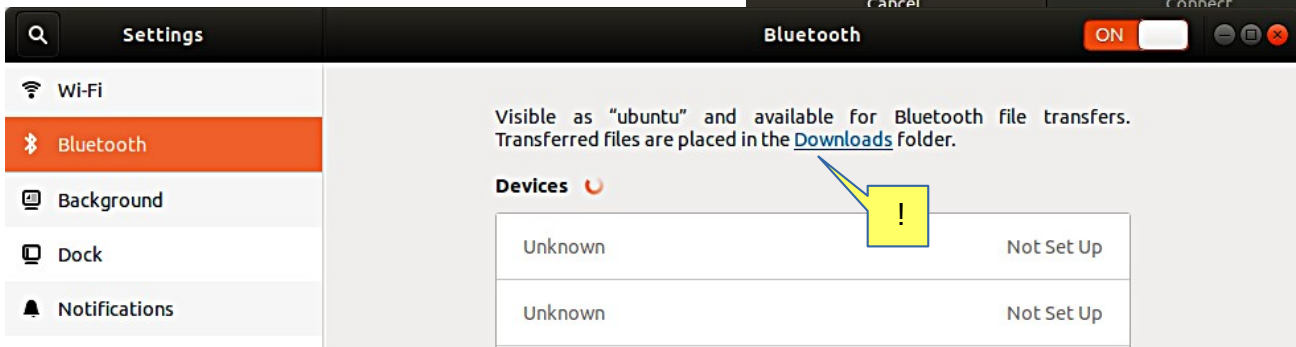 Cancel
Connect
Settings
Bluetooth
ON
Wi-Fi
Bluetooth
Background
Dock
Notifications
Visible as “ubuntu” and available for Bluetooth file transfers.
Transferred files are placed in the Downloads folder.
Devices
!
Unknown Not Set Up
Unknown Not Set Up